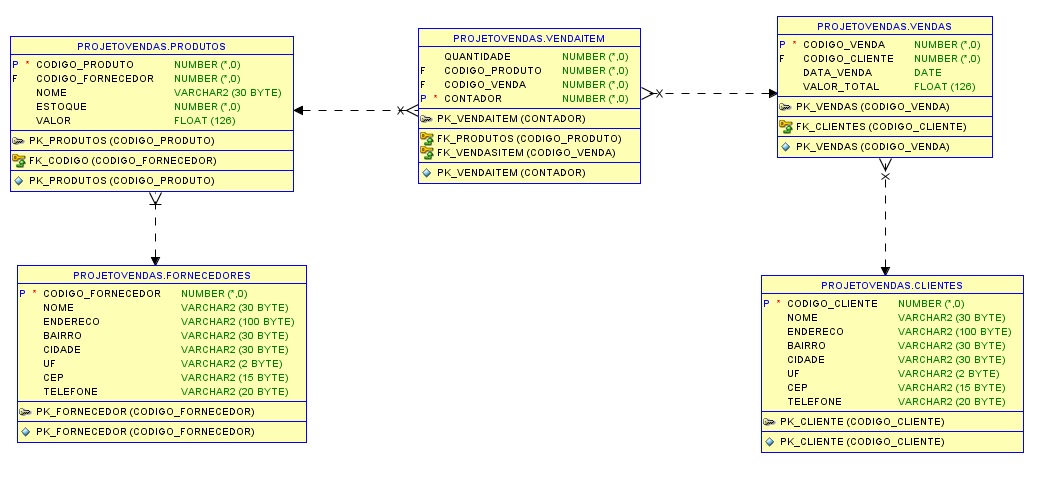 PROJETOVENDAS.PRODUTOS
P * CODIGO_PRODUTO NUMBER (*,0)
F CODIGO_FORNECEDOR NUMBER (*,0)
NOME VARCHAR2 (30 BYTE)
ESTOQUE NUMBER (*,0)
VALOR FLOAT (126)
PK_PRODUTOS (CODIGO_PRODUTO)
FK_CODIGO (CODIGO_FORNECEDOR)
PK_PRODUTOS (CODIGO_PRODUTO)
PROJETOVENDAS.VENDAITEM
QUANTIDADE NUMBER (*,0)
F CODIGO_PRODUTO NUMBER (*,0)
F CODIGO_VENDA NUMBER (*,0)
P * CONTADOR NUMBER (*,0)
PK_VENDAITEM (CONTADOR)
FK_PRODUTOS (CODIGO_PRODUTO)
FK_VENDASITEM (CODIGO_VENDA)
PK_VENDAITEM (CONTADOR)
PROJETOVENDAS.VENDAS
P * CODIGO_VENDA NUMBER (*,0)
F CODIGO_CLIENTE NUMBER (*,0)
DATA_VENDA DATE
VALOR_TOTAL FLOAT (126)
PK_VENDAS (CODIGO_VENDA)
FK_CLIENTES (CODIGO_CLIENTE)
PK_VENDAS (CODIGO_VENDA)
PROJETOVENDAS.FORNECEDORES
P * CODIGO_FORNECEDOR NUMBER (*,0)
NOME VARCHAR2 (30 BYTE)
ENDERECO VARCHAR2 (100 BYTE)
BAIRRO VARCHAR2 (30 BYTE)
CIDADE VARCHAR2 (30 BYTE)
UF VARCHAR2 (2 BYTE)
CEP VARCHAR2 (15 BYTE)
TELEFONE VARCHAR2 (20 BYTE)
PK_FORNECEDOR (CODIGO_FORNECEDOR)
PK_FORNECEDOR (CODIGO_FORNECEDOR)
PROJETOVENDAS.CLIENTES
P * CODIGO_CLIENTE NUMBER (*,0)
NOME VARCHAR2 (30 BYTE)
ENDERECO VARCHAR2 (100 BYTE)
BAIRRO VARCHAR2 (30 BYTE)
CIDADE VARCHAR2 (30 BYTE)
UF VARCHAR2 (2 BYTE)
CEP VARCHAR2 (15 BYTE)
TELEFONE VARCHAR2 (20 BYTE)
PK_CLIENTE (CODIGO_CLIENTE)
PK_CLIENTE (CODIGO_CLIENTE)